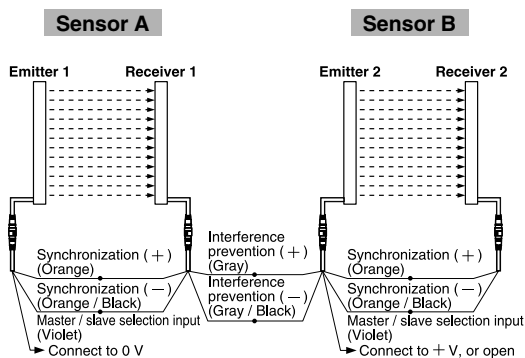 Sensor A
Sensor B
Emitter 1
Receiver 1
Emitter 2
Receiver 2
Synchronization (+)
(Orange)
Synchronization (−)
(Orange / Black)
Master / slave selection input
(Violet)
Connect to 0 V
Interference
prevention (+)
(Gray)
Interference
prevention (−)
(Gray / Black)
Synchronization (+)
(Orange)
Synchronization (−)
(Orange / Black)
Master / slave selection input
(Violet)
Connect to + V, or open